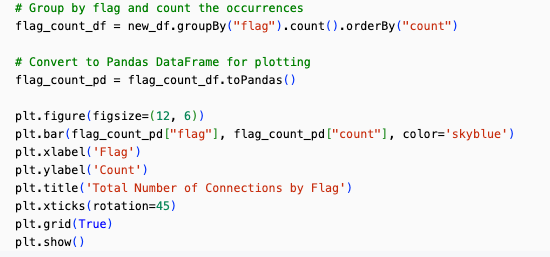 # Group by flag and count the occurrences
flag_count_df = new_df.groupBy("flag").count().orderBy("count")
# Convert to Pandas DataFrame for plotting
flag_count_pd = flag_count_df.toPandas()
plt.figure(figsize=(12, 6))
plt.bar(flag_count_pd["flag"], flag_count_pd["count"], color='skyblue')
plt.xlabel('Flag')
plt.ylabel('Count')
plt.title('Total Number of Connections by Flag')
plt.xticks(rotation=45)
plt.grid(True)
plt.show()